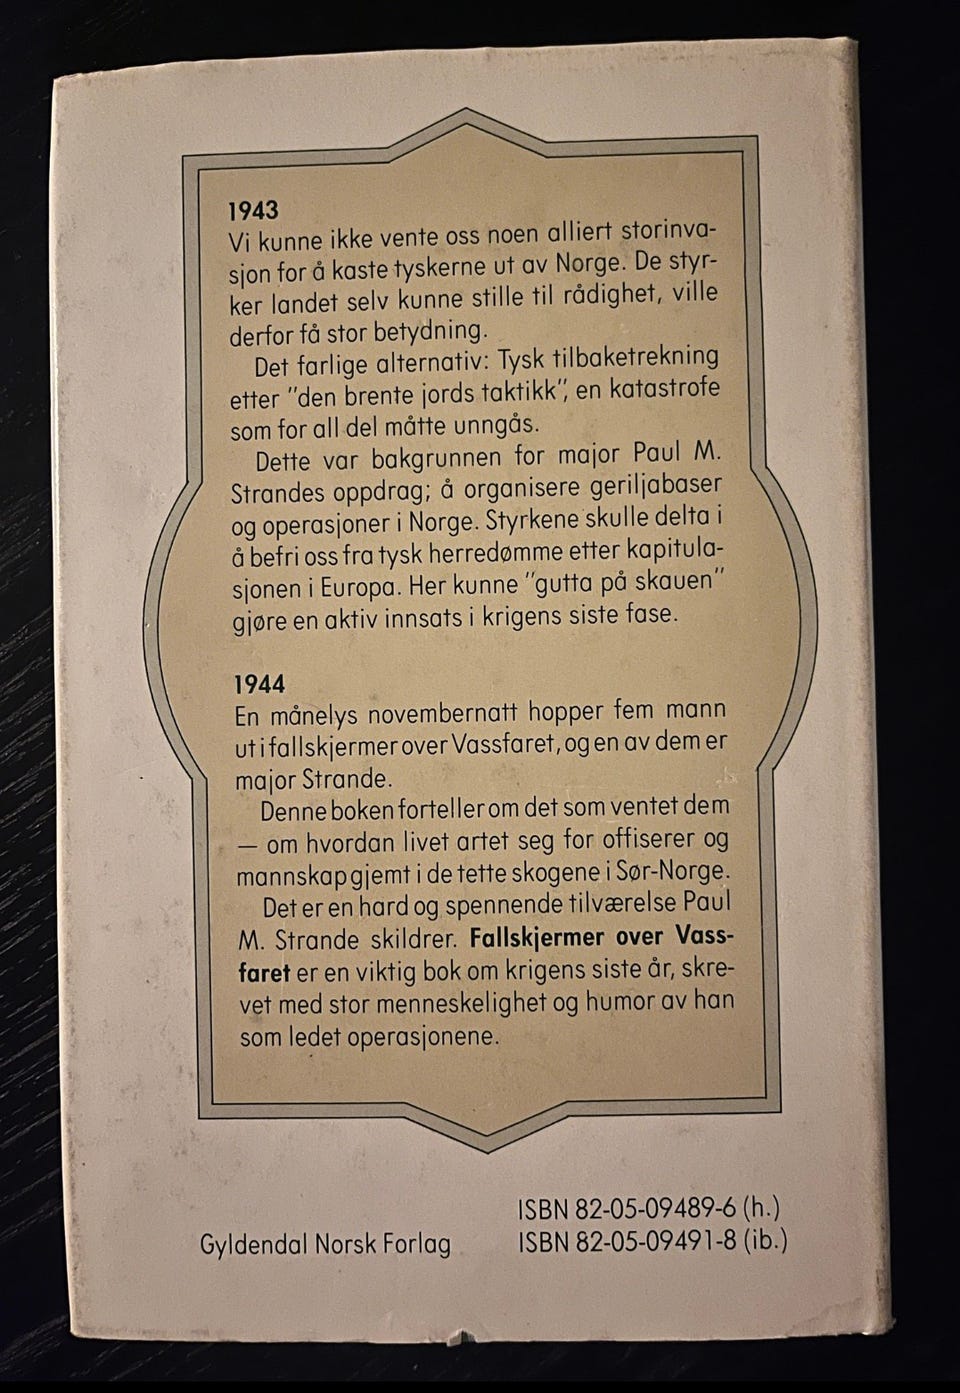 1943
Vi kunne ikke vente oss noen alliert storinva-
sjon for å kaste tyskerne ut av Norge. De styr-
ker landet selv kunne stille til rådighet, ville
derfor få stor betydning.
Det farlige alternativ: Tysk tilbaketrekning
etter "den brente jords taktikk", en katastrofe
som for all del måtte unngås.
Dette var bakgrunnen for major Paul M.
Strandes oppdrag; å organisere geriljabaser
og operasjoner i Norge. Styrkene skulle delta i
å befri oss fra tysk herredømme etter kapitula-
sjonen i Europa. Her kunne "gutta på skauen"
gjøre en aktiv innsats i krigens siste fase.
1944
En månelys novembernatt hopper fem mann
ut i fallskjermer over Vassfaret, og en av dem er
major Strande.
Denne boken forteller om det som ventet dem
— om hvordan livet artet seg for offiserer og
mannskap gjemt i de tette skogene i Sør-Norge.
Det er en hard og spennende tilværelse Paul
M. Strande skildrer. Fallskjermer over Vass-
faret er en viktig bok om krigens siste år, skre-
vet med stor menneskelighet og humor av han
som ledet operasjonene.
Gyldendal Norsk Forlag
ISBN 82-05-09489-6 (h.)
ISBN 82-05-09491-8 (ib.)